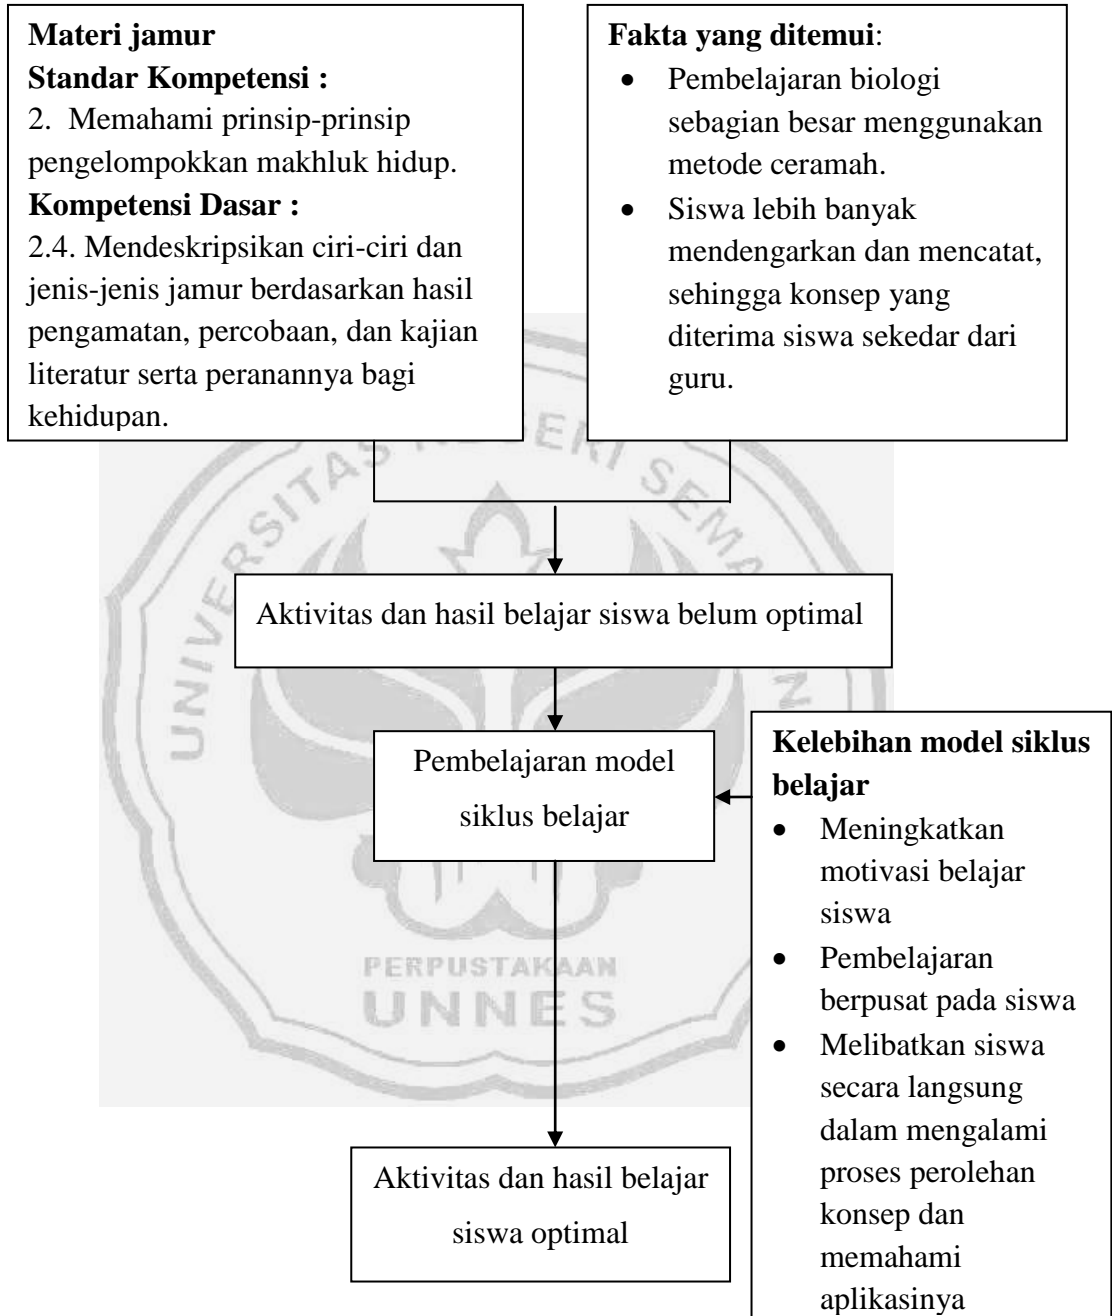 Materi jamur
Standar Kompetensi :
2. Memahami prinsip-prinsip
pengelompokkan makhluk hidup.
Kompetensi Dasar :
2.4. Mendeskripsikan ciri-ciri dan
jenis-jenis jamur berdasarkan hasil
pengamatan, percobaan, dan kajian
literatur serta peranannya bagi
kehidupan.
Fakta yang ditemui:
• Pembelajaran biologi
sebagian besar menggunakan
metode ceramah.
• Siswa lebih banyak
mendengarkan dan mencatat,
sehingga konsep yang
diterima siswa sekedar dari
guru.
Aktivitas dan hasil belajar siswa belum optimal
Pembelajaran model
siklus belajar
Kelebihan model siklus
belajar
• Meningkatkan
motivasi belajar
siswa
• Pembelajaran
berpusat pada siswa
• Melibatkan siswa
secara langsung
dalam mengalami
proses perolehan
konsep dan
memahami
aplikasinya
Aktivitas dan hasil belajar
siswa optimal
PERPUSTAKAAN
UNNES